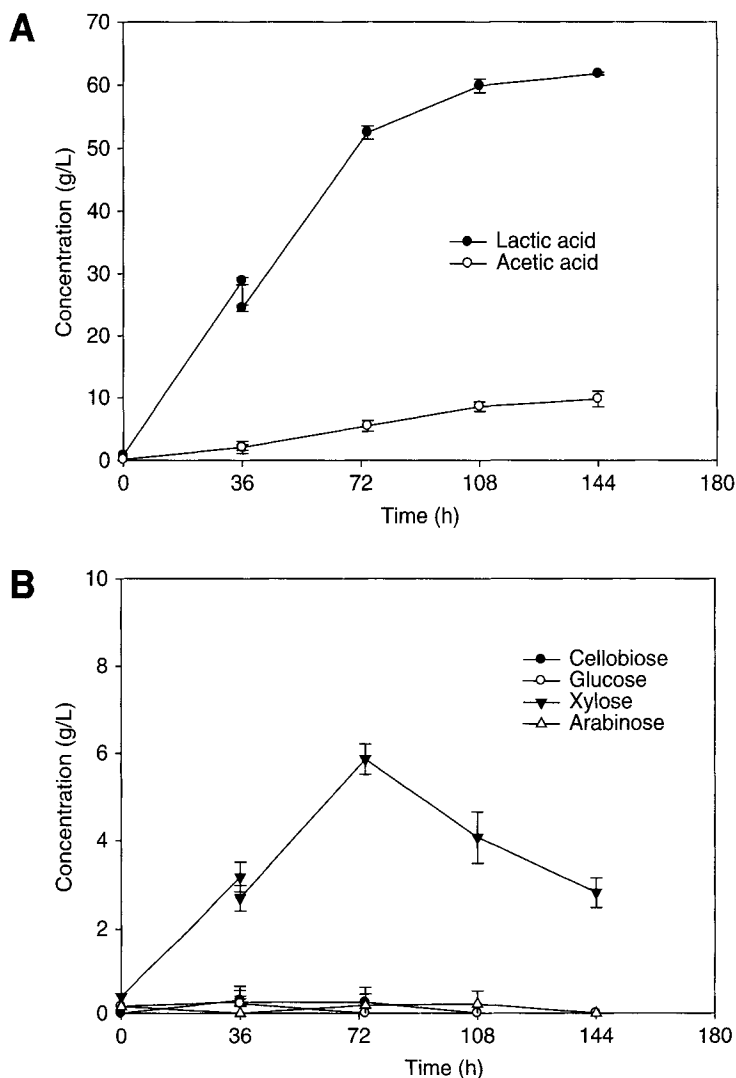 A
70
60
50
40
30
20
10
0
Concentration (g/L)
Lactic acid
Acetic acid
0 36 72 108 144 180
Time (h)
B
10
8
6
4
2
0
Concentration (g/L)
Cellobiose
Glucose
Xylose
Arabinose
0 36 72 108 144 180
Time (h)